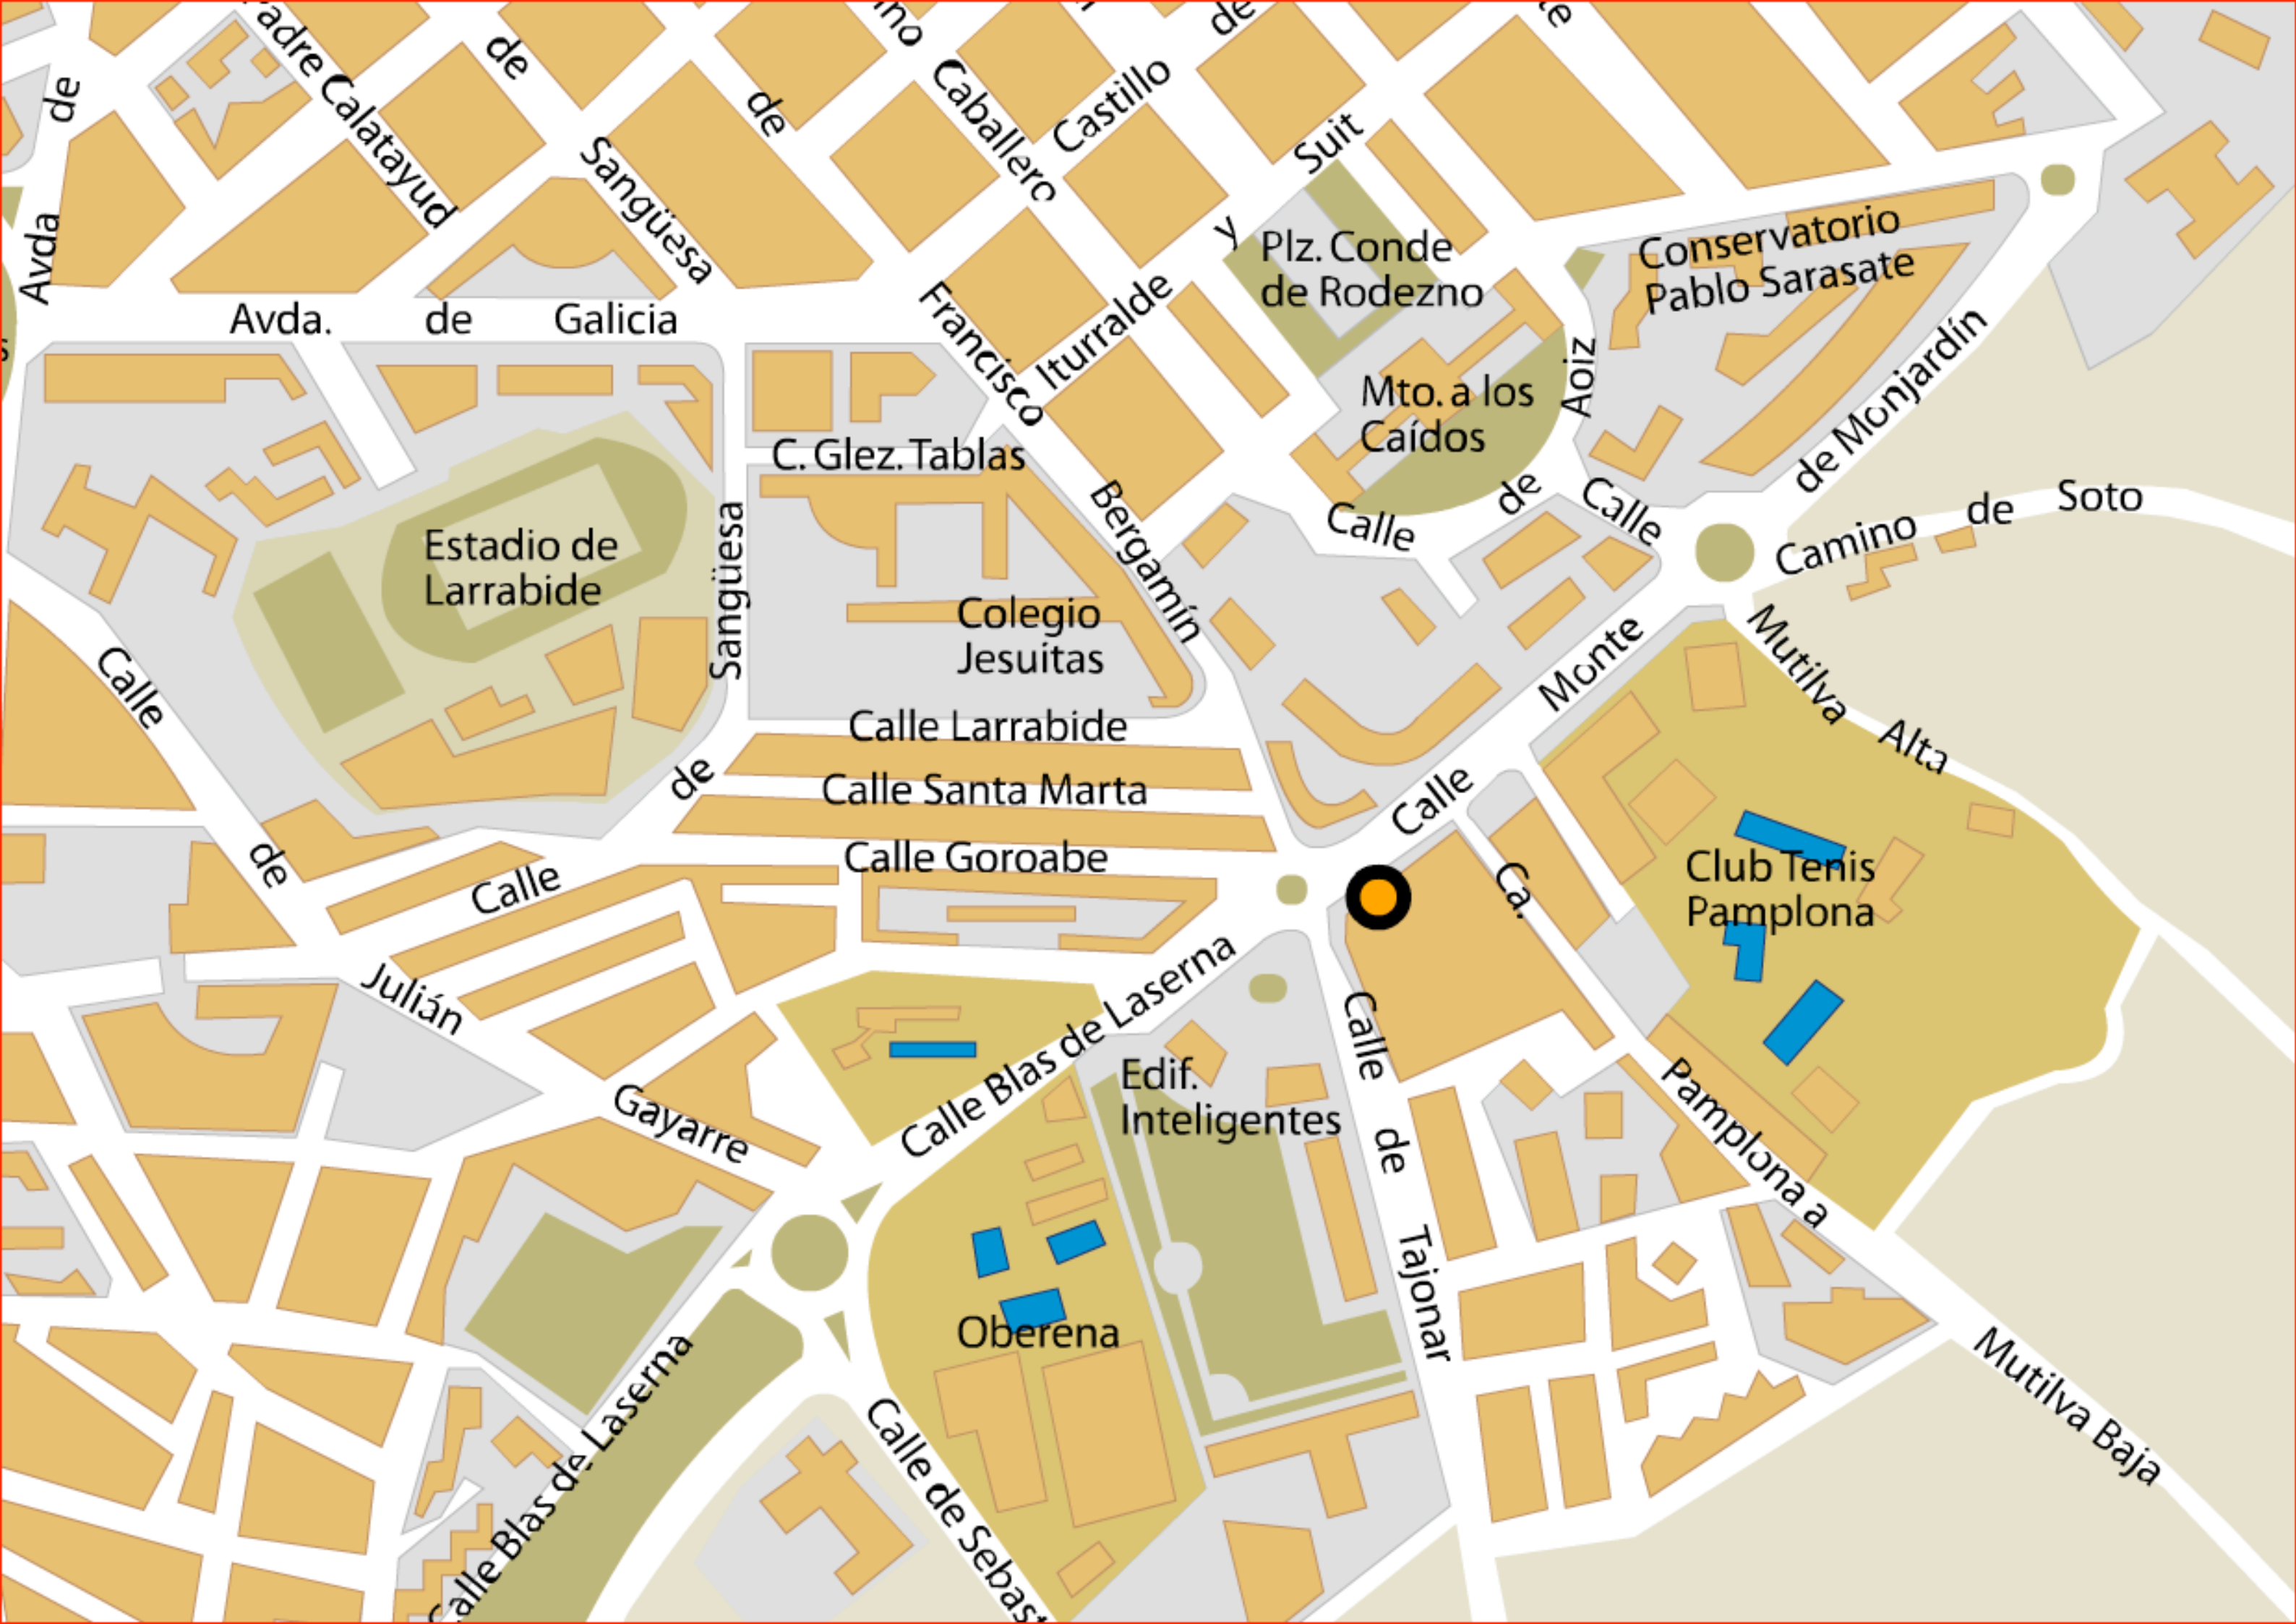 Padre Calatayud
de
Sangüesa
de
Caballero
Castillo
de
y
Suit
Avda
de
Avda.
de
Galicia
Francisco
Iturralde
Bergamín
Plz. Conde
de Rodezno
Mto. a los
Caídos
Conservatorio
Pablo Sarasate
Calle
de
Aoiz
Calle
Monte
Calle
de Monjardín
Camino
de
Soto
Mutilva
Alta
C. Glez. Tablas
Estadio de
Larrabide
Colegio
Jesuitas
Calle
de
Sangüesa
Calle Larrabide
Calle Santa Marta
Calle Goroabe
Calle
de
Julián
Gayarre
Club Tenis
Pamplona
Ca.
Pamplona a
Mutilva Baja
Calle Blas de Laserna
Edif.
Inteligentes
Calle
de
Tajonar
Oberena
Calle Blas de Laserna
Calle de Sebast